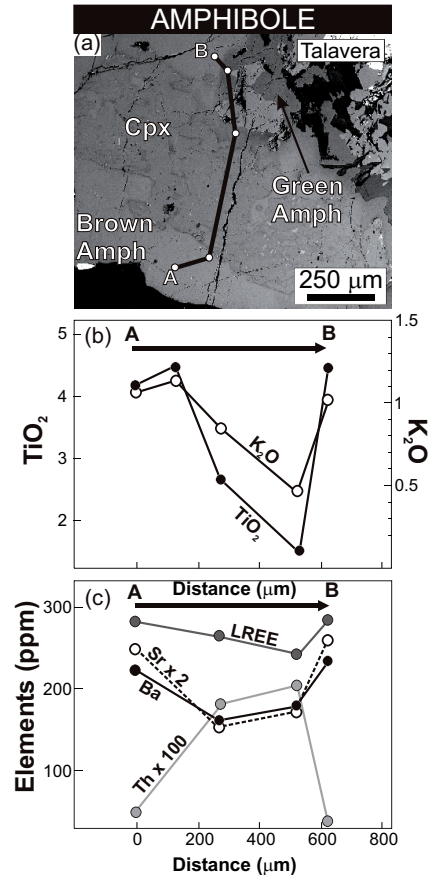 AMPHIBOLE
(a)
Talavera
B
Cpx
Green
Amph
Brown
Amph
A
250 μm
(b)
A
B
5
4
3
2
TiO2
1.5
1
0.5
K2O
K2O
TiO2
Distance (μm)
(c)
A
B
300
200
100
Elements (ppm)
LREE
Sr x 2
Ba
Th x 100
0
200
400
600
800
Distance (μm)